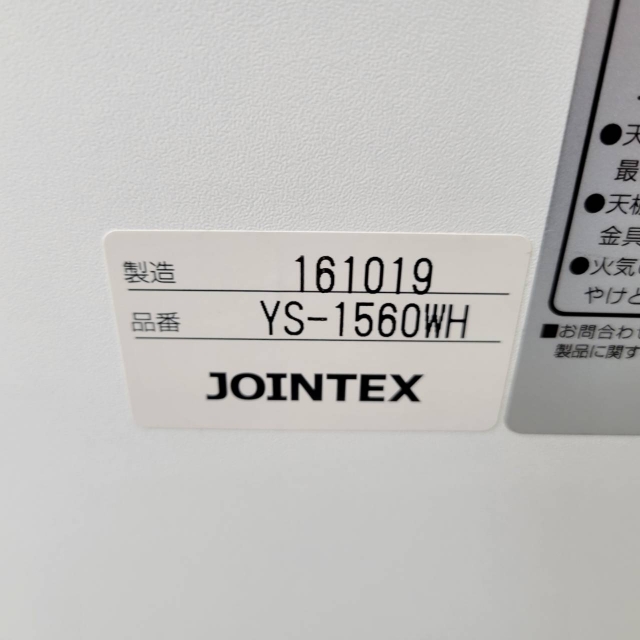 製造 161019
品番 YS-1560WH
JOINTEX
●天
最
●天板
金具
●火気
やけど
■お問合わせ
製品に関す